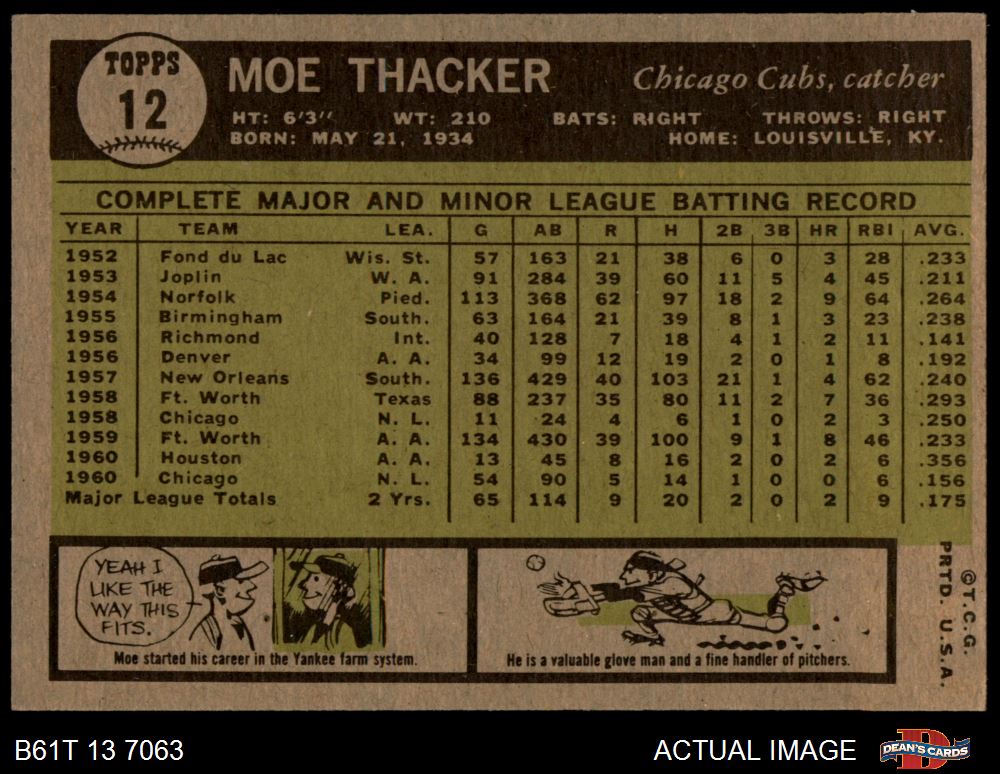 TOPPS
12
MOE THACKER Chicago Cubs, catcher
HT: 6'3" WT: 210 BATS: RIGHT THROWS: RIGHT
BORN: MAY 21, 1934 HOME: LOUISVILLE, KY.
COMPLETE MAJOR AND MINOR LEAGUE BATTING RECORD
YEAR TEAM LEA. G AB R H 2B 3B HR RBI AVG.
1952 Fond du Lac Wis. St. 57 163 21 38 6 0 3 28 .233
1953 Joplin W. A. 91 284 39 60 11 5 4 45 .211
1954 Norfolk Pied. 113 368 62 97 18 2 9 64 .264
1955 Birmingham South. 63 164 21 39 8 1 3 23 .238
1956 Richmond Int. 40 128 7 18 4 1 2 11 .141
1956 Denver A. A. 34 99 12 19 2 0 1 8 .192
1957 New Orleans South. 136 429 40 103 21 1 4 62 .240
1958 Ft. Worth Texas 88 237 35 80 11 2 7 36 .293
1958 Chicago N. L. 11 24 4 6 1 0 2 3 .250
1959 Ft. Worth A. A. 134 430 39 100 9 1 8 46 .233
1960 Houston A. A. 13 45 8 16 2 0 2 6 .356
1960 Chicago N. L. 54 90 5 14 1 0 0 6 .156
Major League Totals 2 Yrs. 65 114 9 20 2 0 2 9 .175
YEAH I
LIKE THE
WAY THIS
FITS.
Moe started his career in the Yankee farm system.
He is a valuable glove man and a fine handler of pitchers.
©T.C.G.
PRTD. U.S.A.
B61T 13 7063 ACTUAL IMAGE
DEAN'S CARDS